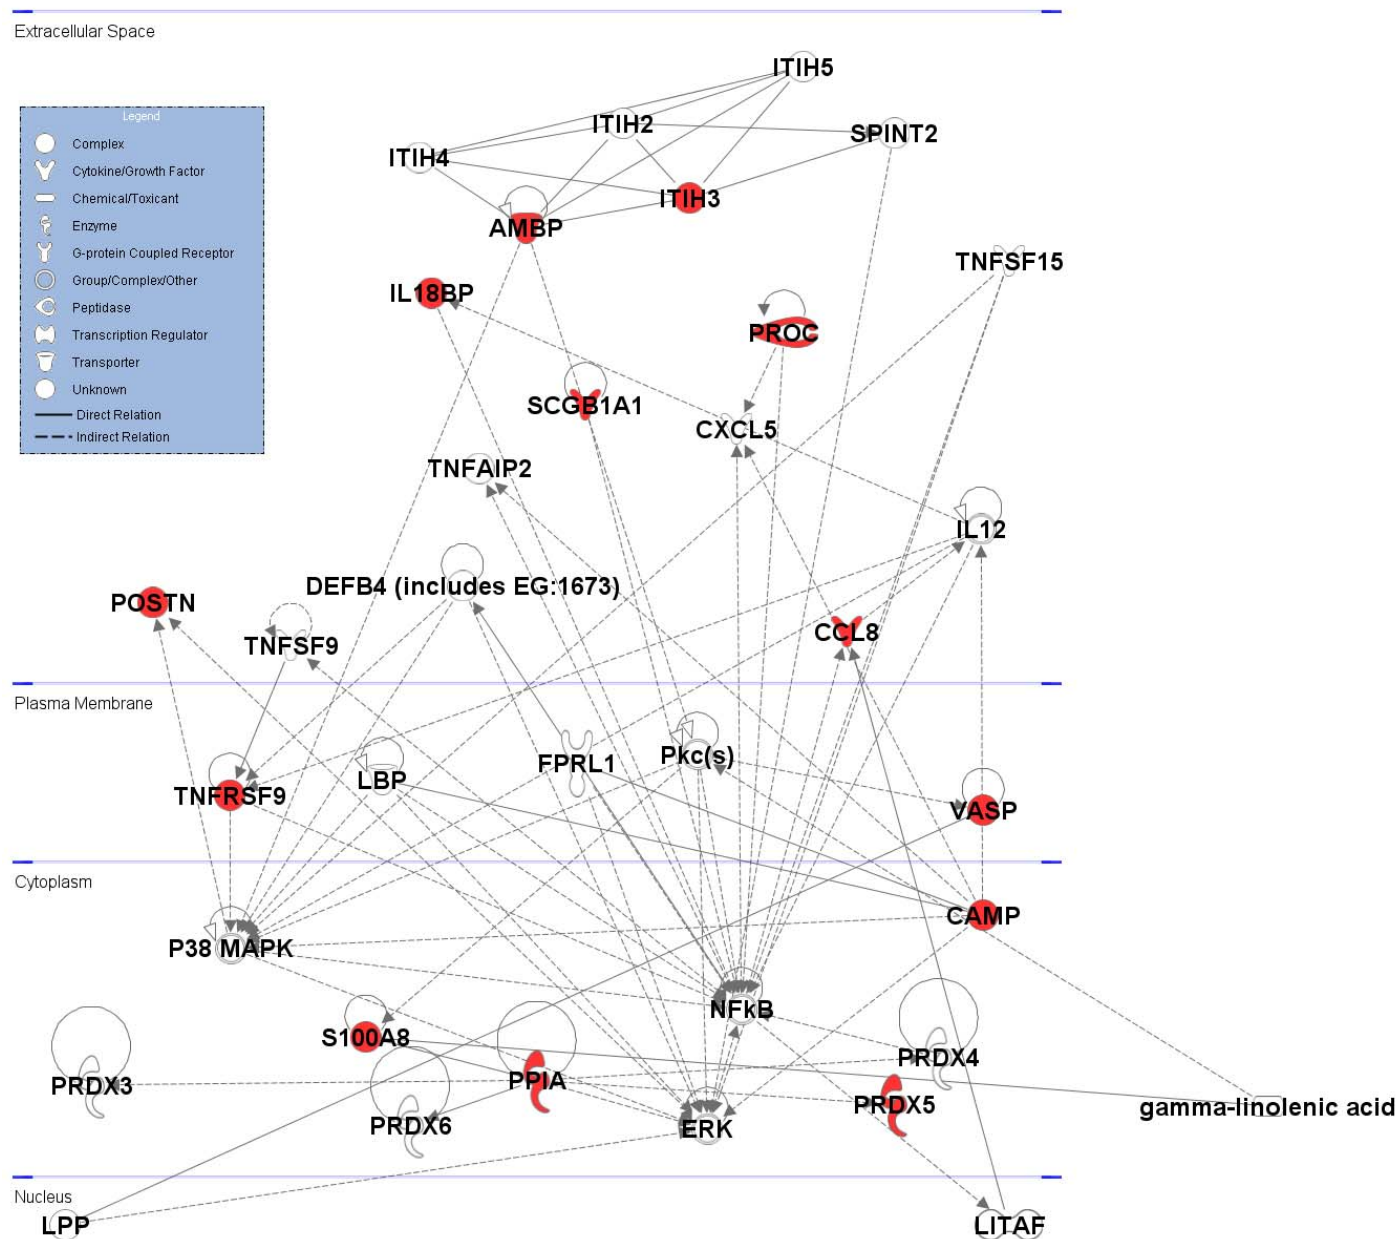 Extracellular Space
Legend
Complex
Cytokine/Growth Factor
Chemical/Toxicant
Enzyme
G-protein Coupled Receptor
Group/Complex/Other
Peptidase
Transcription Regulator
Transporter
Unknown
Direct Relation
Indirect Relation
ITIH5
ITIH2
SPINT2
ITIH4
ITIH3
AMBP
TNFSF15
IL18BP
PROC
SCGB1A1
CXCL5
TNFAIP2
IL12
DEFB4 (includes EG:1673)
POSTN
TNFSF9
CCL8
Plasma Membrane
FPRL1
Pkc(s)
LBP
TNFRSF9
VASP
Cytoplasm
CAMP
P38 MAPK
NFkB
S100A8
PRDX4
PRDX3
PPIA
PRDX5
gamma-linolenic acid
PRDX6
ERK
Nucleus
LPP
LITAF